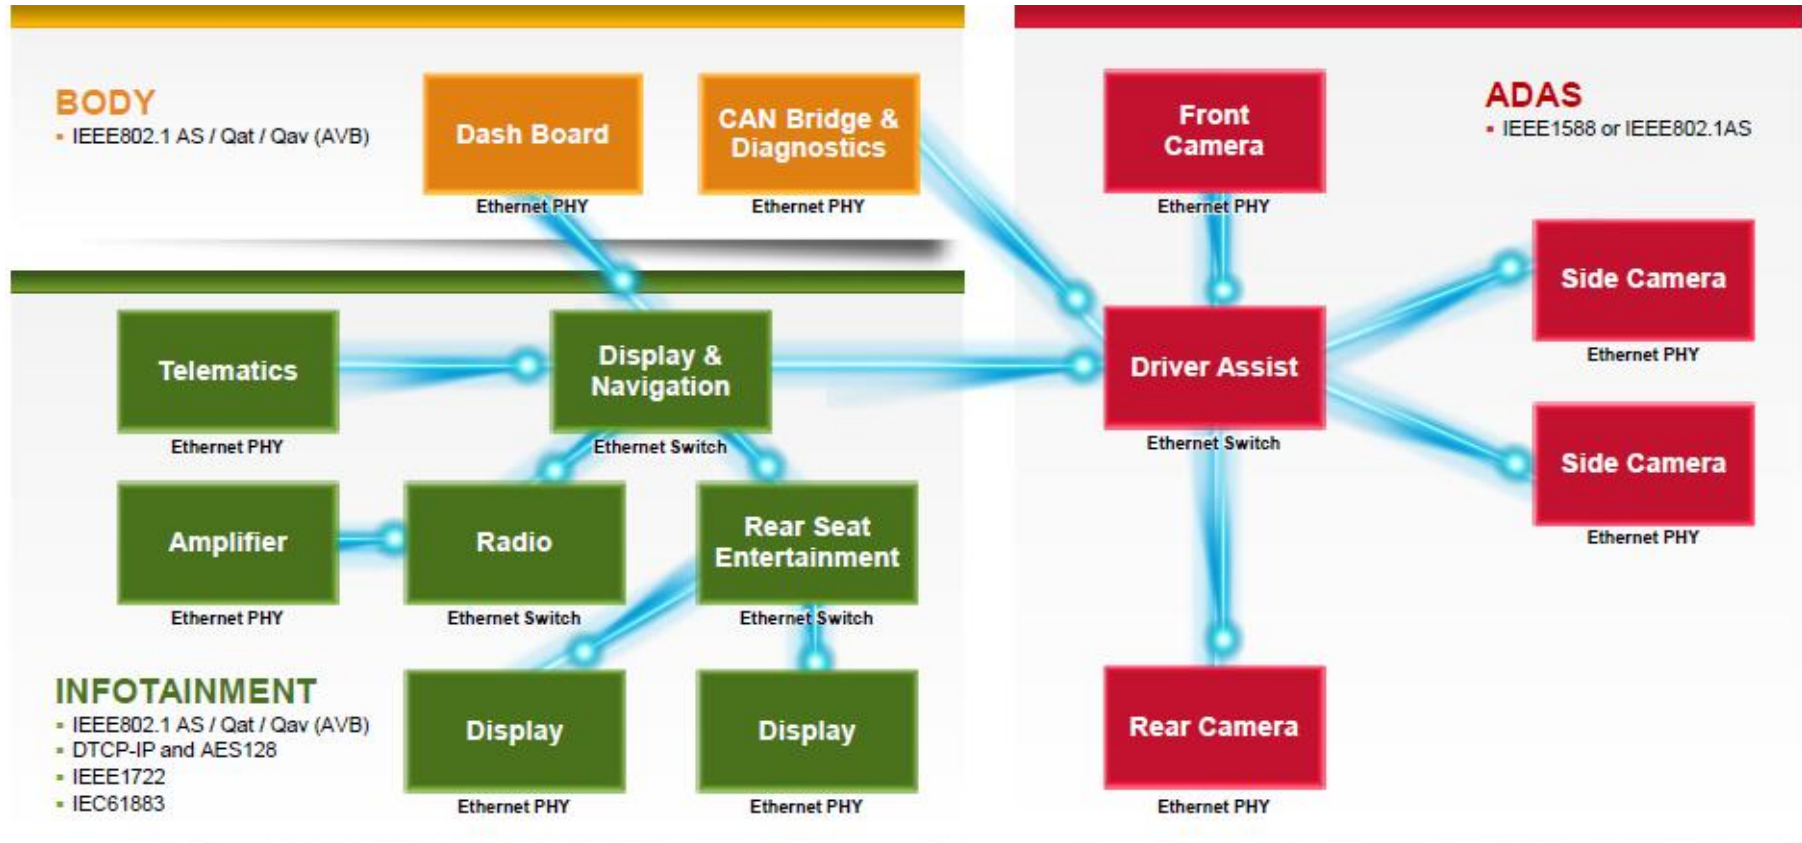 BODY
▪ IEEE802.1 AS / Qat / Qav (AVB)
Dash Board
Ethernet PHY
CAN Bridge &
Diagnostics
Ethernet PHY
Telematics
Ethernet PHY
Display &
Navigation
Ethernet Switch
Amplifier
Ethernet PHY
Radio
Ethernet Switch
Rear Seat
Entertainment
Ethernet Switch
INFOTAINMENT
▪ IEEE802.1 AS / Qat / Qav (AVB)
▪ DTCP-IP and AES128
▪ IEEE1722
▪ IEC61883
Display
Ethernet PHY
Display
Ethernet PHY
ADAS
▪ IEEE1588 or IEEE802.1AS
Front
Camera
Ethernet PHY
Side Camera
Ethernet PHY
Driver Assist
Ethernet Switch
Side Camera
Ethernet PHY
Rear Camera
Ethernet PHY